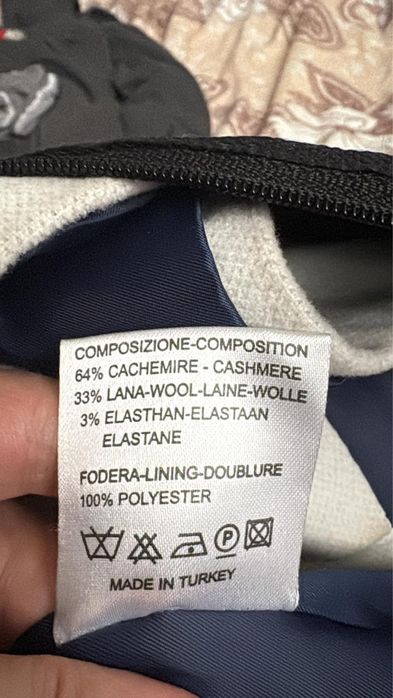 COMPOSIZIONE-COMPOSITION
64% CACHEMIRE - CASHMERE
33% LANA-WOOL-LAINE-WOLLE
3% ELASTHAN-ELASTAAN
ELASTANE
FODERA-LINING-DOUBLURE
100% POLYESTER
P
MADE IN TURKEY